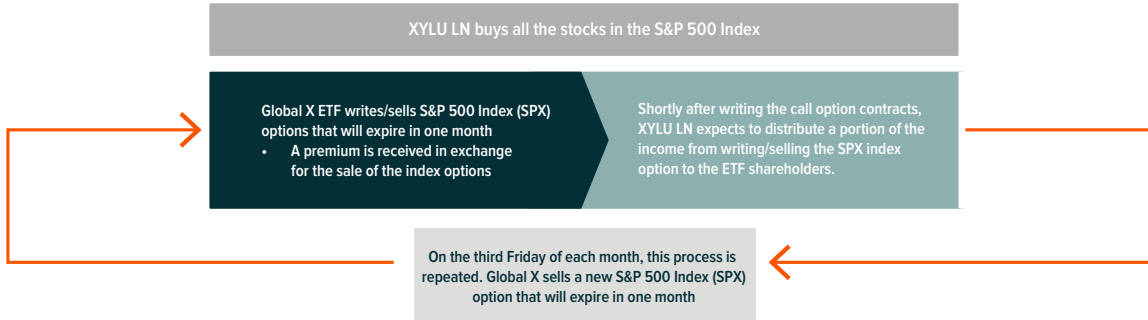 XYLU LN buys all the stocks in the S&P 500 Index
Global X ETF writes/sells S&P 500 Index (SPX)
options that will expire in one month
• A premium is received in exchange
for the sale of the index options
Shortly after writing the call option contracts,
XYLU LN expects to distribute a portion of the
income from writing/selling the SPX index
option to the ETF shareholders.
On the third Friday of each month, this process is
repeated. Global X sells a new S&P 500 Index (SPX)
option that will expire in one month